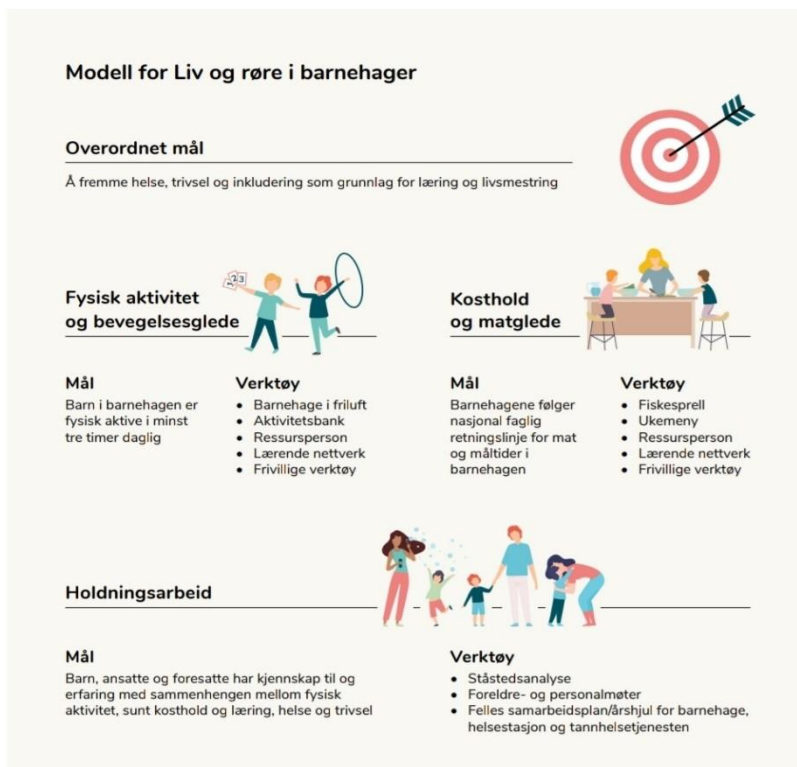 Modell for Liv og røre i barnehager
Overordnet mål
Å fremme helse, trivsel og inkludering som grunnlag for læring og livsmestring
Fysisk aktivitet
og bevegelsesglede
Mål
Barn i barnehagen er
fysisk aktive i minst
tre timer daglig
Verktøy
• Barnehage i friluft
• Aktivitetsbank
• Ressursperson
• Lærende nettverk
• Frivillige verktøy
Kosthold
og matglede
Mål
Barnehagene følger
nasjonal faglig
retningslinje for mat
og måltider i
barnehagen
Verktøy
• Fiskesprell
• Ukemeny
• Ressursperson
• Lærende nettverk
• Frivillige verktøy
Holdningsarbeid
Mål
Barn, ansatte og foresatte har kjennskap til og
erfaring med sammenhengen mellom fysisk
aktivitet, sunt kosthold og læring, helse og trivsel
Verktøy
• Ståstedsanalyse
• Foreldre- og personalmøter
• Felles samarbeidsplan/årshjul for barnehage,
helsestasjon og tannhelsetjenesten